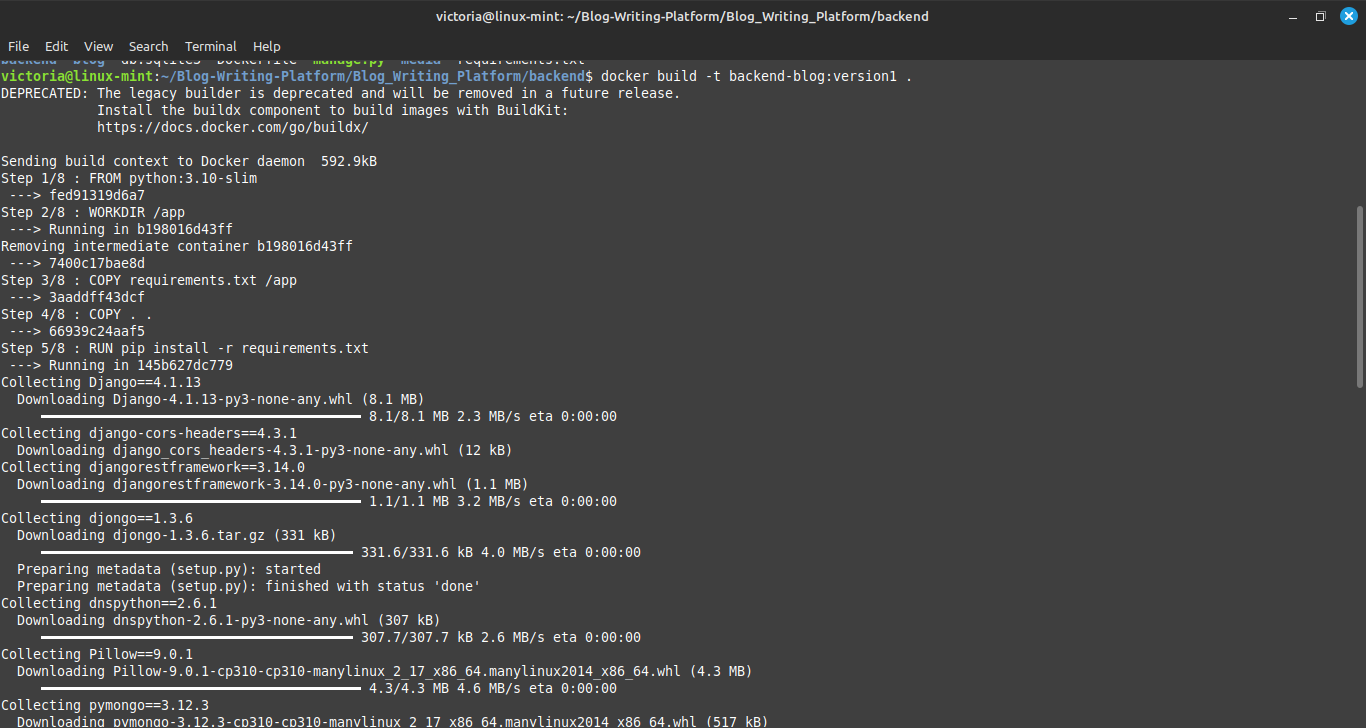 victoria@linux-mint: ~/Blog-Writing-Platform/Blog_Writing_Platform/backend
File Edit View Search Terminal Help
backend blog db.sqlite3 Dockerfile manage.py media requirements.txt
victoria@linux-mint:~/Blog-Writing-Platform/Blog_Writing_Platform/backend$ docker build -t backend-blog:version1 .
DEPRECATED: The legacy builder is deprecated and will be removed in a future release.
            Install the buildx component to build images with BuildKit:
            https://docs.docker.com/go/buildx/

Sending build context to Docker daemon  592.9kB
Step 1/8 : FROM python:3.10-slim
 ---> fed91319d6a7
Step 2/8 : WORKDIR /app
 ---> Running in b198016d43ff
Removing intermediate container b198016d43ff
 ---> 7400c17bae8d
Step 3/8 : COPY requirements.txt /app
 ---> 3aaddff43dcf
Step 4/8 : COPY . .
 ---> 66939c24aaf5
Step 5/8 : RUN pip install -r requirements.txt
 ---> Running in 145b627dc779
Collecting Django==4.1.13
  Downloading Django-4.1.13-py3-none-any.whl (8.1 MB)
     8.1/8.1 MB 2.3 MB/s eta 0:00:00
Collecting django-cors-headers==4.3.1
  Downloading django_cors_headers-4.3.1-py3-none-any.whl (12 kB)
Collecting djangorestframework==3.14.0
  Downloading djangorestframework-3.14.0-py3-none-any.whl (1.1 MB)
     1.1/1.1 MB 3.2 MB/s eta 0:00:00
Collecting djongo==1.3.6
  Downloading djongo-1.3.6.tar.gz (331 kB)
     331.6/331.6 kB 4.0 MB/s eta 0:00:00
  Preparing metadata (setup.py): started
  Preparing metadata (setup.py): finished with status 'done'
Collecting dnspython==2.6.1
  Downloading dnspython-2.6.1-py3-none-any.whl (307 kB)
     307.7/307.7 kB 2.6 MB/s eta 0:00:00
Collecting Pillow==9.0.1
  Downloading Pillow-9.0.1-cp310-cp310-manylinux_2_17_x86_64.manylinux2014_x86_64.whl (4.3 MB)
     4.3/4.3 MB 4.6 MB/s eta 0:00:00
Collecting pymongo==3.12.3
  Downloading pymongo-3.12.3-cp310-cp310-manylinux_2_17_x86_64.manylinux2014_x86_64.whl (517 kB)